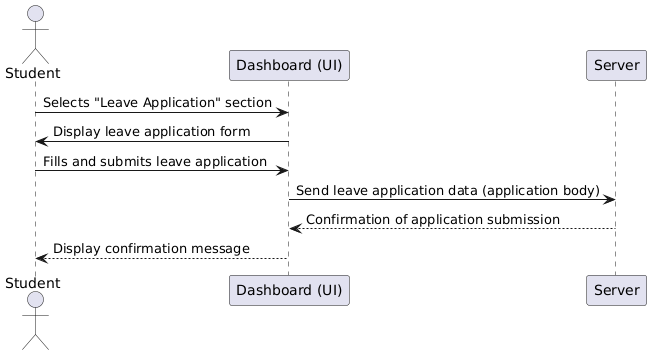 Student
Dashboard (UI)
Server
Selects "Leave Application" section
Display leave application form
Fills and submits leave application
Send leave application data (application body)
Confirmation of application submission
Display confirmation message
Student
Dashboard (UI)
Server